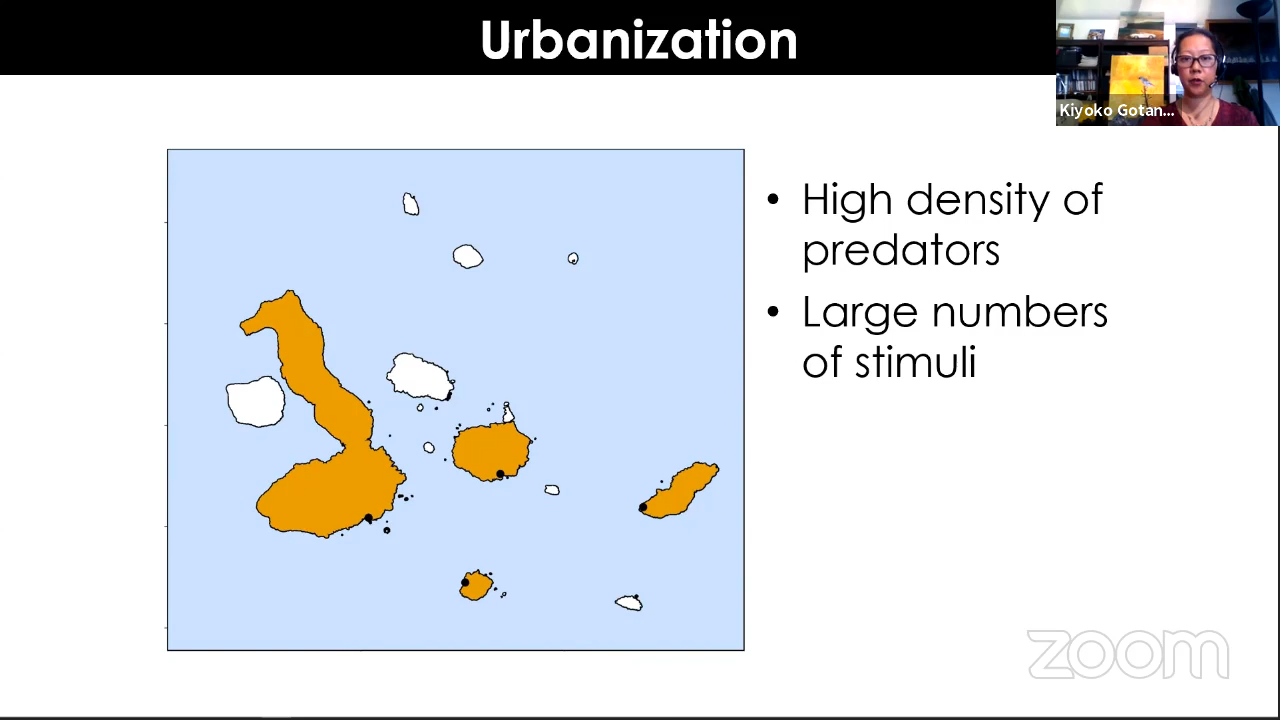 Urbanization
Kiyoko Gotan...
• High density of
predators
• Large numbers
of stimuli
zoom